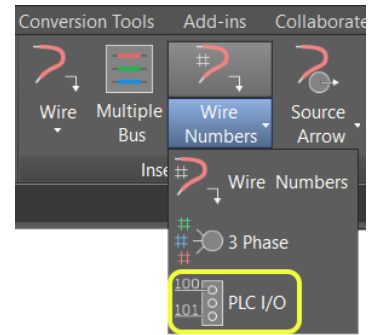 Conversion Tools Add-ins Collaborate
Wire Multiple Bus Wire Numbers Source Arrow
Inse
Wire Numbers
3 Phase
100
101
PLC I/O